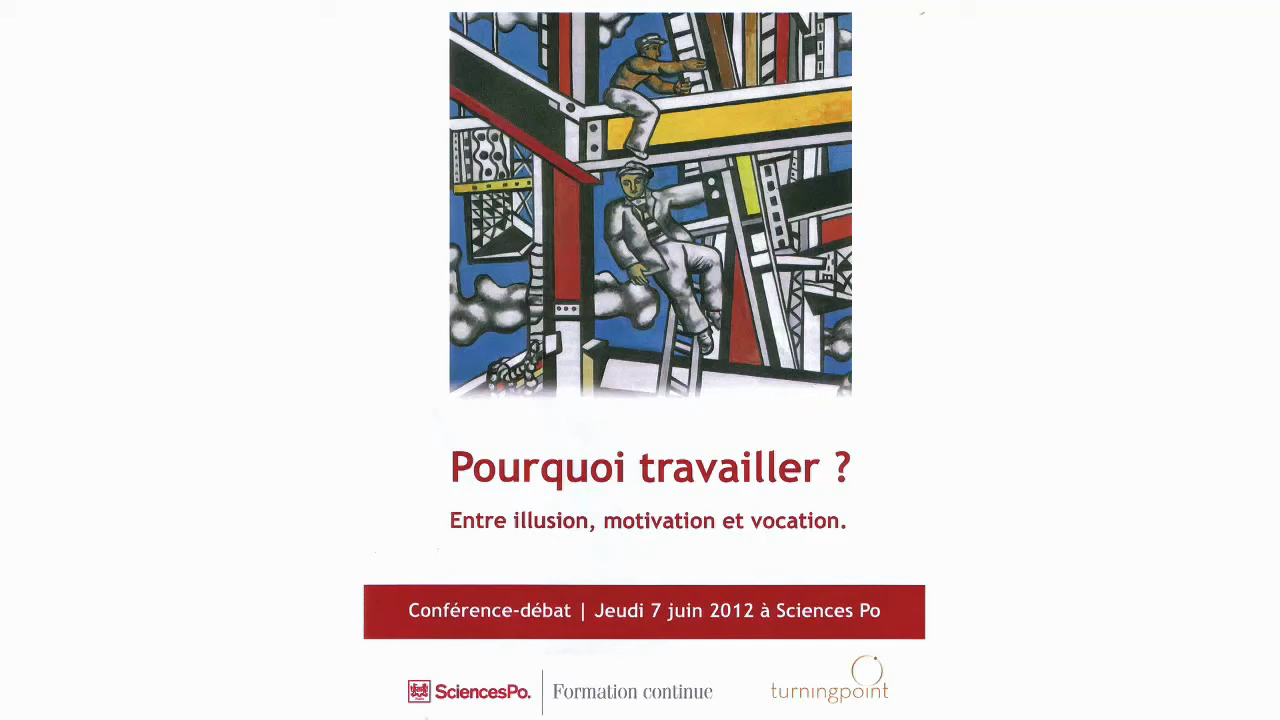 Pourquoi travailler ?
Entre illusion, motivation et vocation.
Conférence-débat | Jeudi 7 juin 2012 à Sciences Po
SciencesPo. | Formation continue
turningpoint